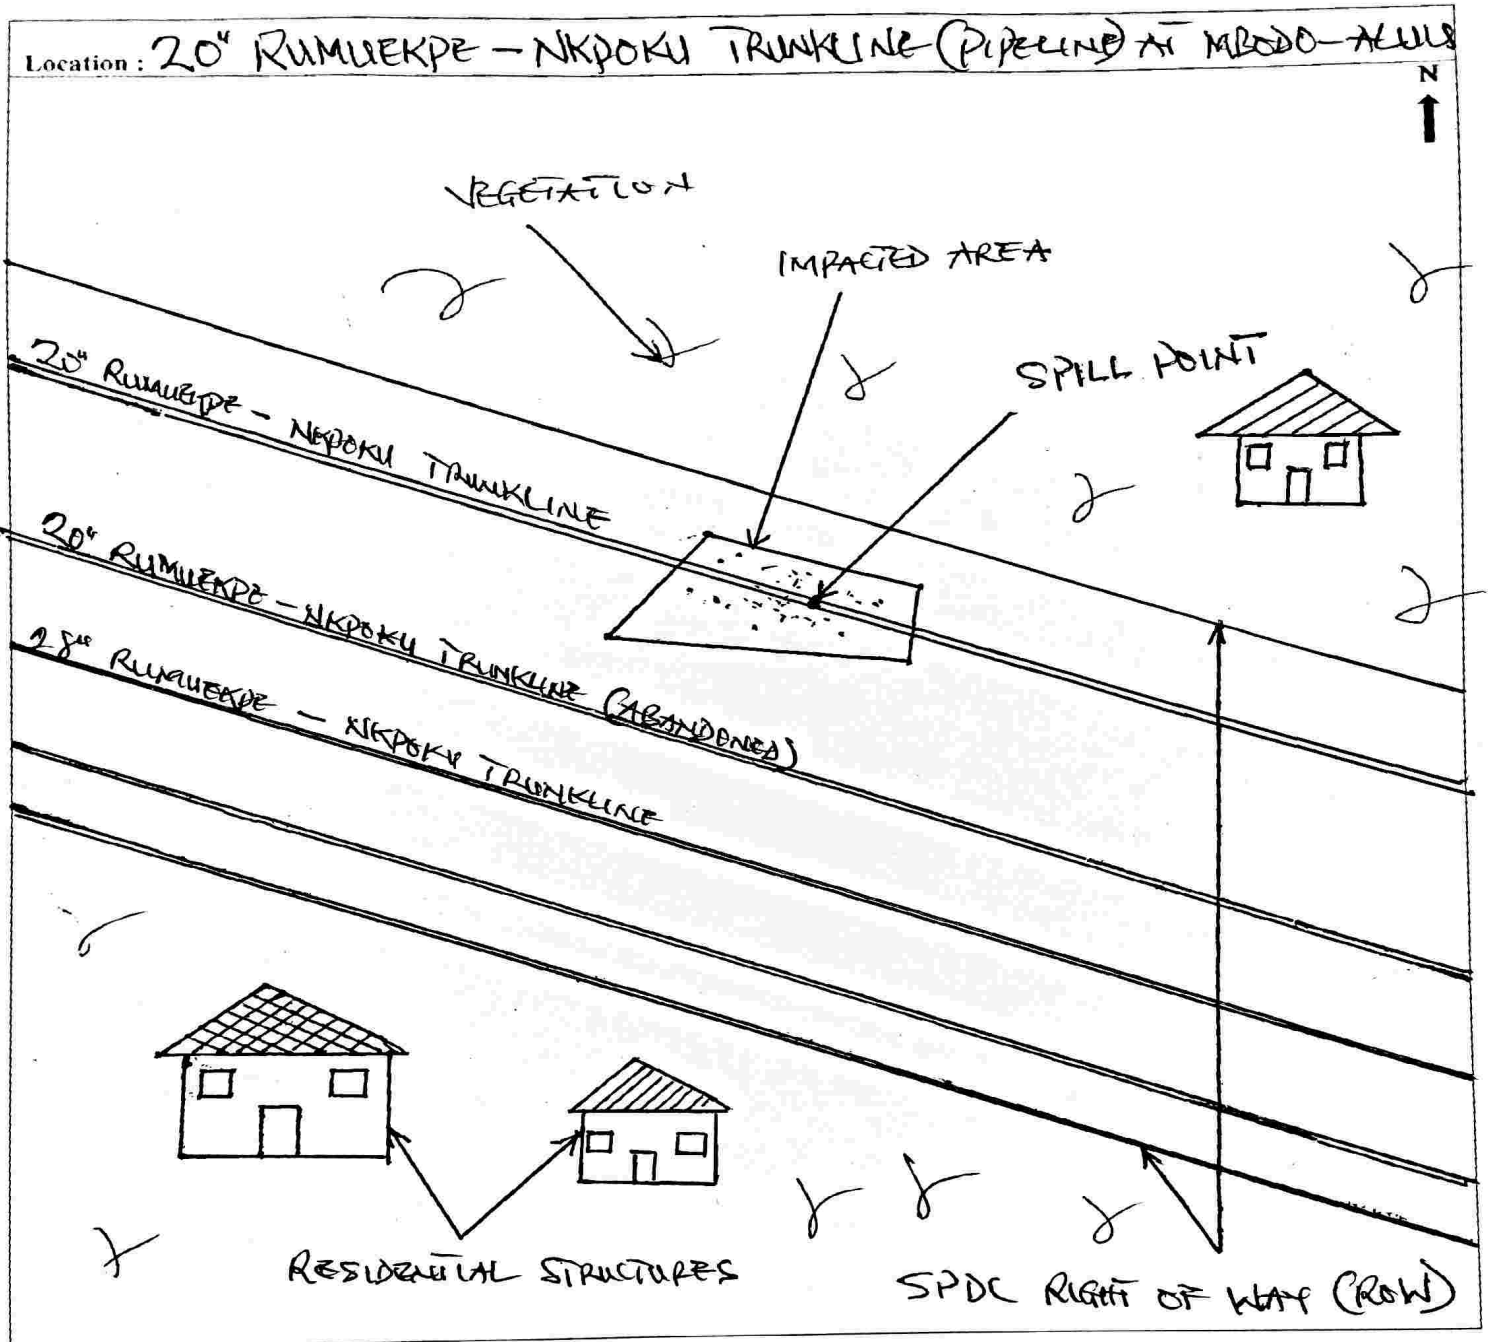 Location : 20" RUMUEKPE - NKPOKU TRUNKLINE (PIPELINE) AT MBODO-ALUU
N
VEGETATION
IMPACTED AREA
SPILL POINT
20" RUMUEKPE - NKPOKU TRUNKLINE
20" RUMUEKPE - NKPOKU TRUNKLINE (ABANDONED)
28" RUMUEKPE - NKPOKU TRUNKLINE
RESIDENTIAL STRUCTURES
SPDC RIGHT OF WAY (ROW)